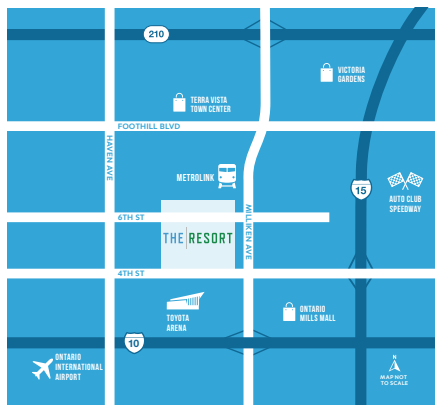 210
VICTORIA
GARDENS
TERRA VISTA
TOWN CENTER
FOOTHILL BLVD
HAVEN AVE
METROLINK
15
AUTO CLUB
SPEEDWAY
6TH ST
MILLIKEN AVE
THE RESORT
4TH ST
TOYOTA
ARENA
ONTARIO
MILLS MALL
10
ONTARIO
INTERNATIONAL
AIRPORT
N
MAP NOT
TO SCALE